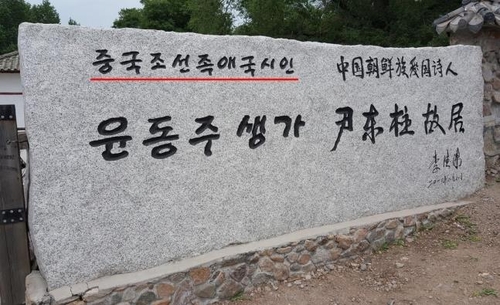 중국조선족애국시인 中国朝鲜族爱国诗人
윤동주생가 尹东柱故居